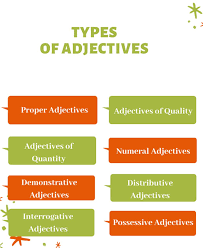 TYPES
OF ADJECTIVES
Proper Adjectives
Adjectives of Quality
Adjectives of
Quantity
Numeral Adjectives
Demonstrative
Adjectives
Distributive
Adjectives
Interrogative
Adjectives
Possessive Adjectives